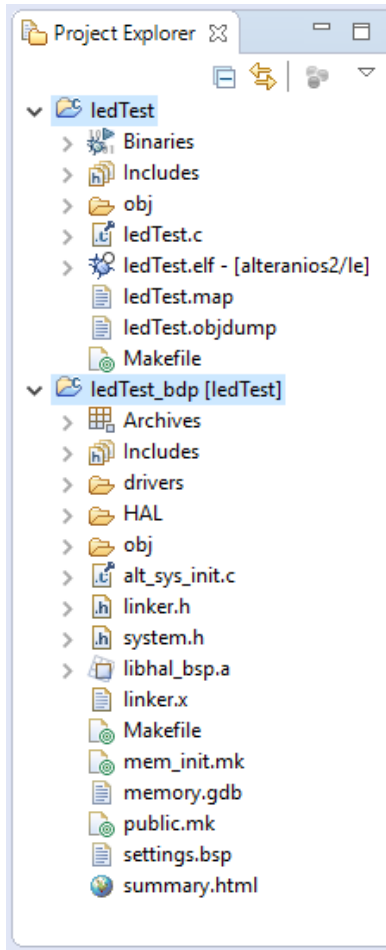 Project Explorer
ledTest
Binaries
Includes
obj
ledTest.c
ledTest.elf - [alteranios2/le]
ledTest.map
ledTest.objdump
Makefile
ledTest_bdp [ledTest]
Archives
Includes
drivers
HAL
obj
alt_sys_init.c
linker.h
system.h
libhal_bsp.a
linker.x
Makefile
mem_init.mk
memory.gdb
public.mk
settings.bsp
summary.html